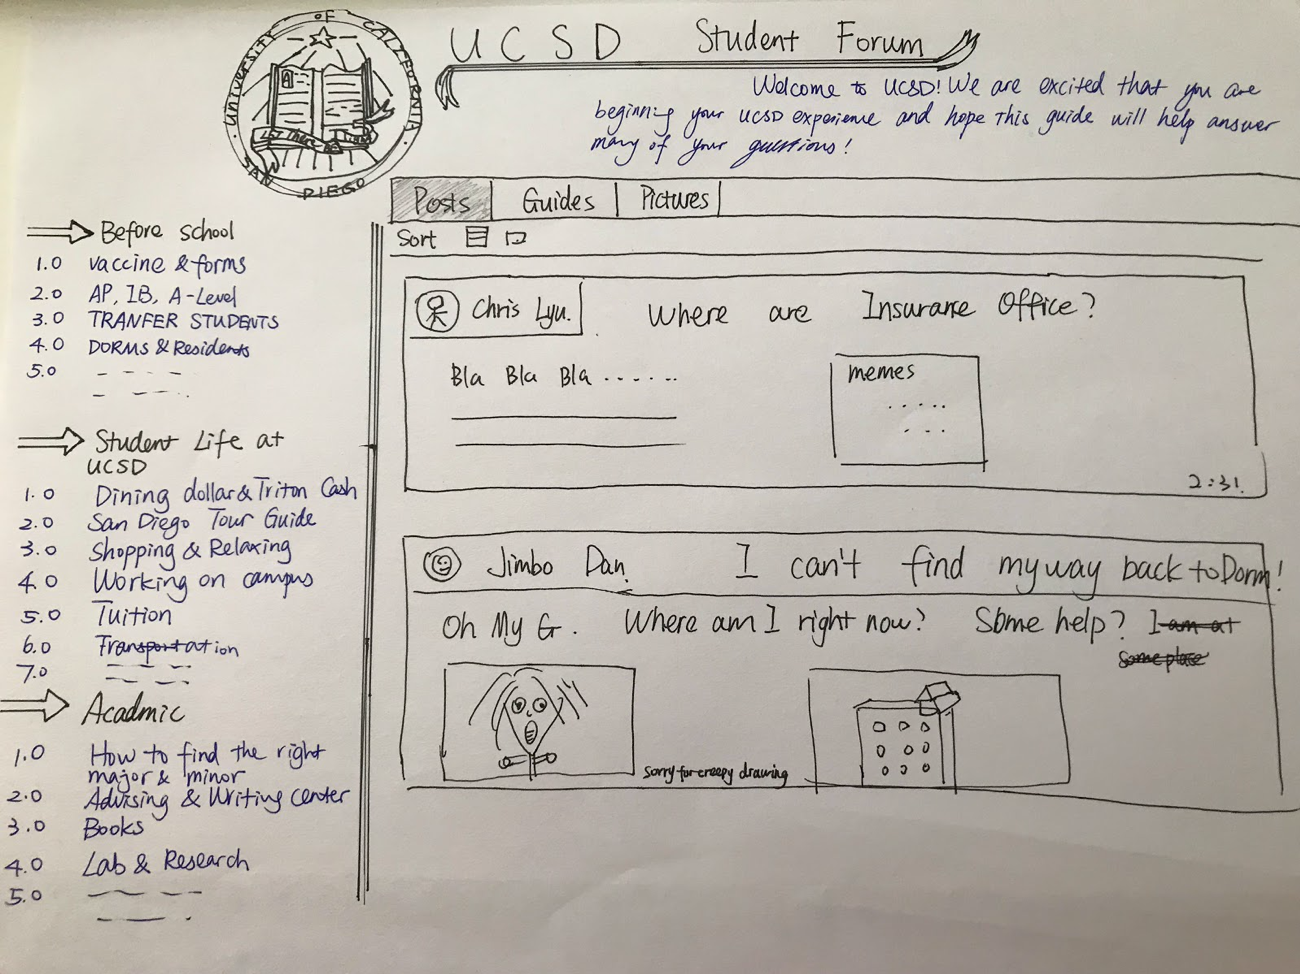 UNIVERSITY OF CALIFORNIA
SAN DIEGO
A
UCSD Student Forum
Welcome to UCSD! We are excited that you are
beginning your UCSD experience and hope this guide will help answer
many of your questions!
Posts Guides Pictures
Sort
Before school
1.0 vaccine & forms
2.0 AP, IB, A-Level
3.0 TRANFER STUDENTS
4.0 DORMS & Residents
5.0
Student Life at
UCSD
1.0 Dining dollar & Triton Cash
2.0 San Diego Tour Guide
3.0 Shopping & Relaxing
4.0 Working on campus
5.0 Tuition
6.0 Transportation
7.0
Acadmic
1.0 How to find the right
major & minor
2.0 Advising & Writing center
3.0 Books
4.0 Lab & Research
5.0
Chris Lyu. Where are Insurane Office?
Bla Bla Bla .......
memes
2:31.
Jimbo Dan. I can't find my way back to Dorm!
Oh My G. Where am I right now? Some help? I am at
some place
Sorry for creepy drawing